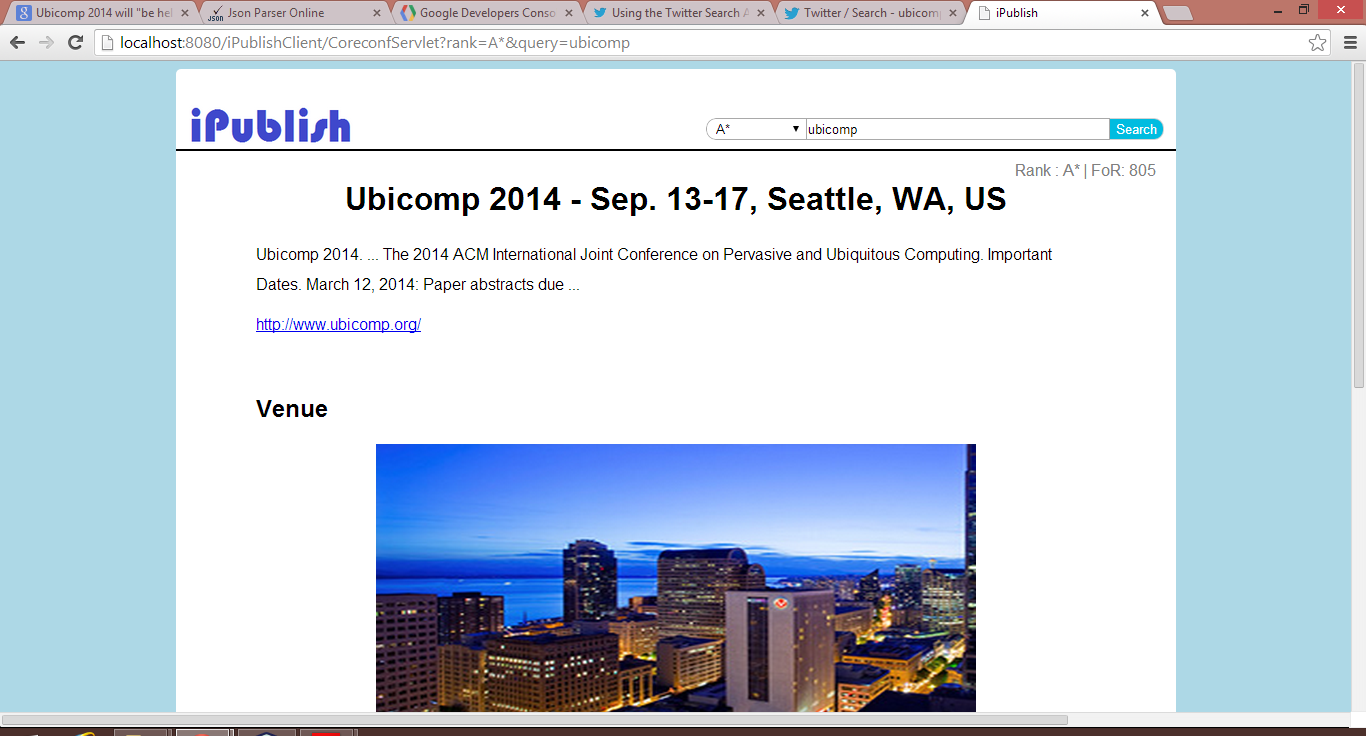 Ubicomp 2014 will "be hel
Json Parser Online
Google Developers Conso
Using the Twitter Search A
Twitter / Search - ubicomp
iPublish
localhost:8080/iPublishClient/CoreconfServlet?rank=A*&query=ubicomp
iPublish
A*
ubicomp
Search
Rank : A* | FoR: 805
Ubicomp 2014 - Sep. 13-17, Seattle, WA, US
Ubicomp 2014. ... The 2014 ACM International Joint Conference on Pervasive and Ubiquitous Computing. Important
Dates. March 12, 2014: Paper abstracts due ...
http://www.ubicomp.org/
Venue